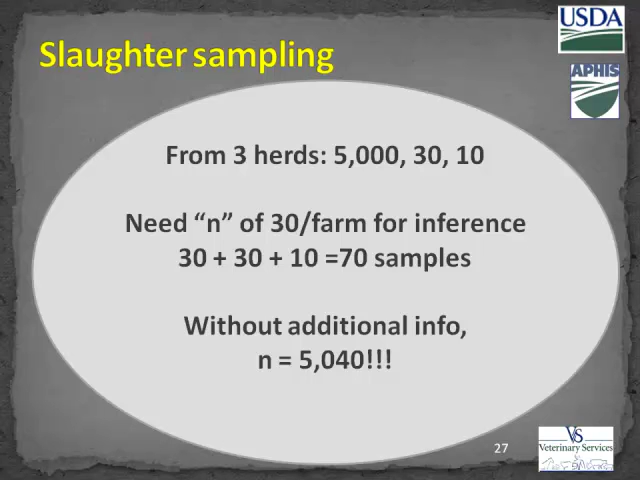 Slaughter sampling
USDA
APHIS
From 3 herds: 5,000, 30, 10
Need “n” of 30/farm for inference
30 + 30 + 10 =70 samples
Without additional info,
n = 5,040!!!
27
VS
Veterinary Services